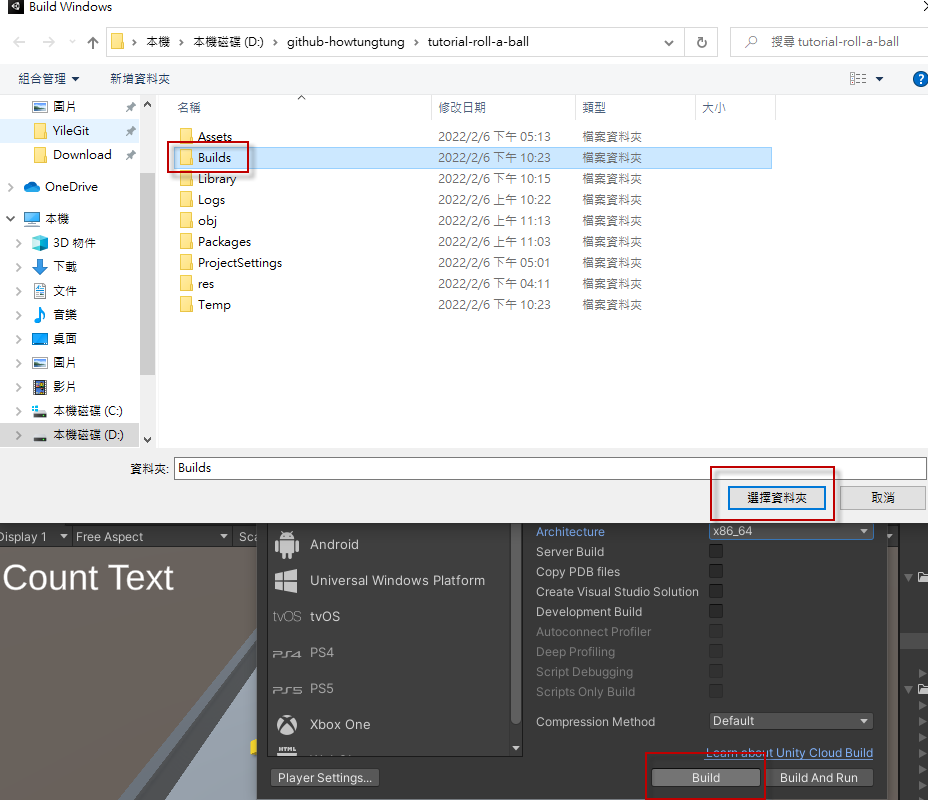 Build Windows
本機 本機磁碟 (D:) github-howtungtung tutorial-roll-a-ball 搜尋 tutorial-roll-a-ball
組合管理 新增資料夾
圖片
YileGit
Download
OneDrive
本機
3D 物件
下載
文件
音樂
桌面
圖片
影片
本機磁碟 (C:)
本機磁碟 (D:)
名稱 修改日期 類型 大小
Assets 2022/2/6 下午 05:13 檔案資料夾
Builds 2022/2/6 下午 10:23 檔案資料夾
Library 2022/2/6 下午 10:15 檔案資料夾
Logs 2022/2/6 上午 10:22 檔案資料夾
obj 2022/2/6 上午 11:13 檔案資料夾
Packages 2022/2/6 上午 11:03 檔案資料夾
ProjectSettings 2022/2/6 下午 05:01 檔案資料夾
res 2022/2/6 下午 04:11 檔案資料夾
Temp 2022/2/6 下午 10:23 檔案資料夾
資料夾: Builds
選擇資料夾 取消
Display 1 Free Aspect Sca
Count Text
Android
Universal Windows Platform
tvOS tvOS
PS4 PS4
PS5 PS5
Xbox One
HTML
Architecture x86_64
Server Build
Copy PDB files
Create Visual Studio Solution
Development Build
Autoconnect Profiler
Deep Profiling
Script Debugging
Scripts Only Build
Compression Method Default
Learn about Unity Cloud Build
Player Settings... Build Build And Run